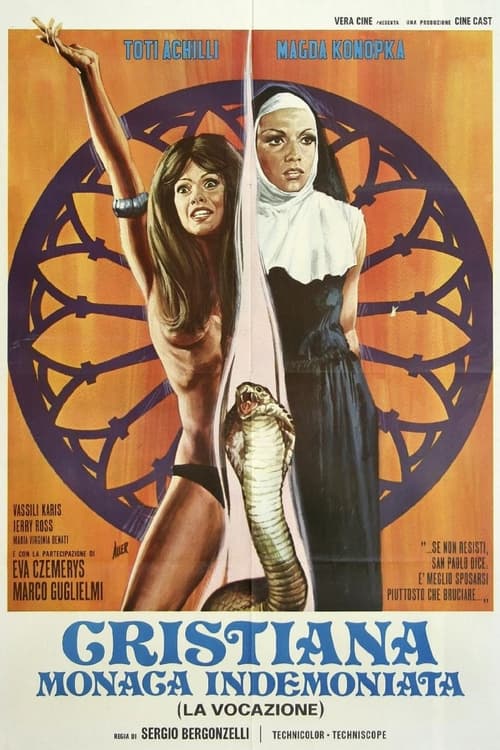 VERA CINE PRESENTA UNA PRODUZIONE CINE CAST
TOTI ACHILLI MAGDA KONOPKA
VASSILI KARIS
JERRY ROSS
MARIA VIRGINIA BENATI
E CON LA PARTECIPAZIONE DI
EVA CZEMERYS
MARCO GUGLIELMI
"...SE NON RESISTI,
SAN PAOLO DICE,
E' MEGLIO SPOSARSI
PIUTTOSTO CHE BRUCIARE..."
CRISTIANA
MONACA INDEMONIATA
(LA VOCAZIONE)
REGIA DI SERGIO BERGONZELLI TECHNICOLOR - TECHNISCOPE